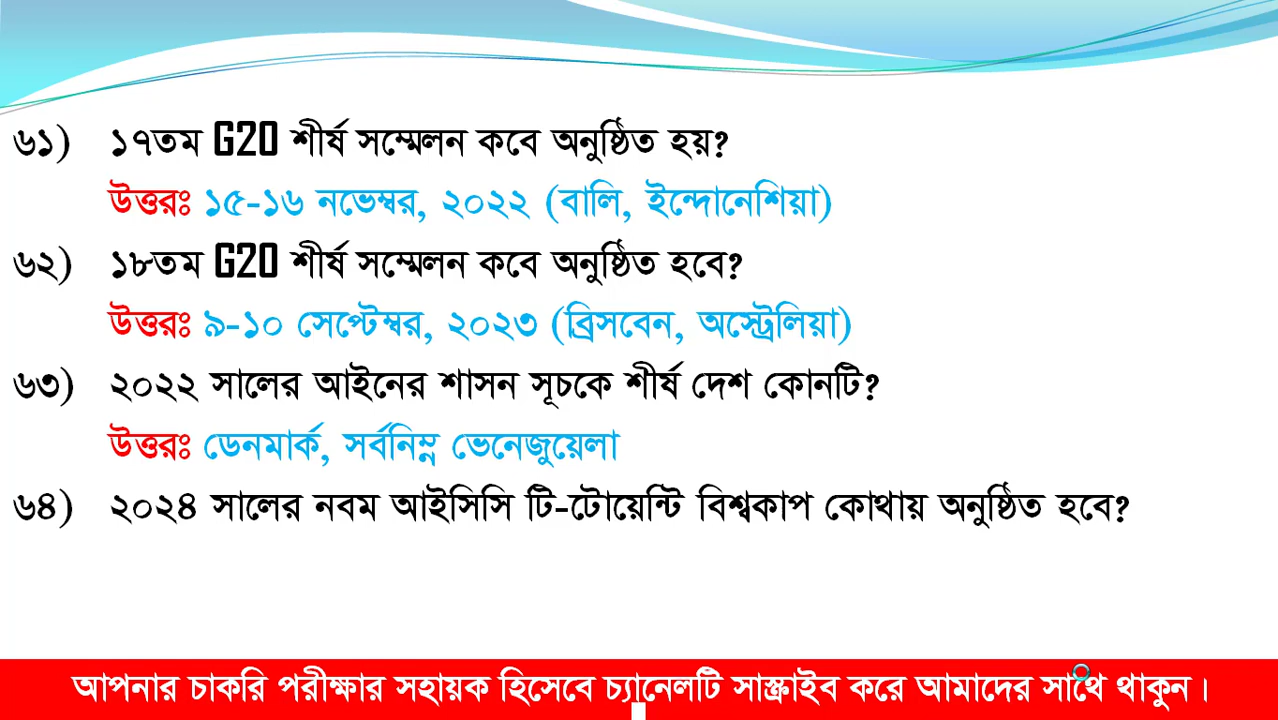 ৬১) ১৭তম G20 শীর্ষ সম্মেলন কবে অনুষ্ঠিত হয়?
উত্তরঃ ১৫-১৬ নভেম্বর, ২০২২ (বালি, ইন্দোনেশিয়া)
৬২) ১৮তম G20 শীর্ষ সম্মেলন কবে অনুষ্ঠিত হবে?
উত্তরঃ ৯-১০ সেপ্টেম্বর, ২০২৩ (ব্রিসবেন, অস্ট্রেলিয়া)
৬৩) ২০২২ সালের আইনের শাসন সূচকে শীর্ষ দেশ কোনটি?
উত্তরঃ ডেনমার্ক, সর্বনিম্ন ভেনেজুয়েলা
৬৪) ২০২৪ সালের নবম আইসিসি টি-টোয়েন্টি বিশ্বকাপ কোথায় অনুষ্ঠিত হবে?
আপনার চাকরি পরীক্ষার সহায়ক হিসেবে চ্যানেলটি সাস্ক্রাইব করে আমাদের সাথে থাকুন।